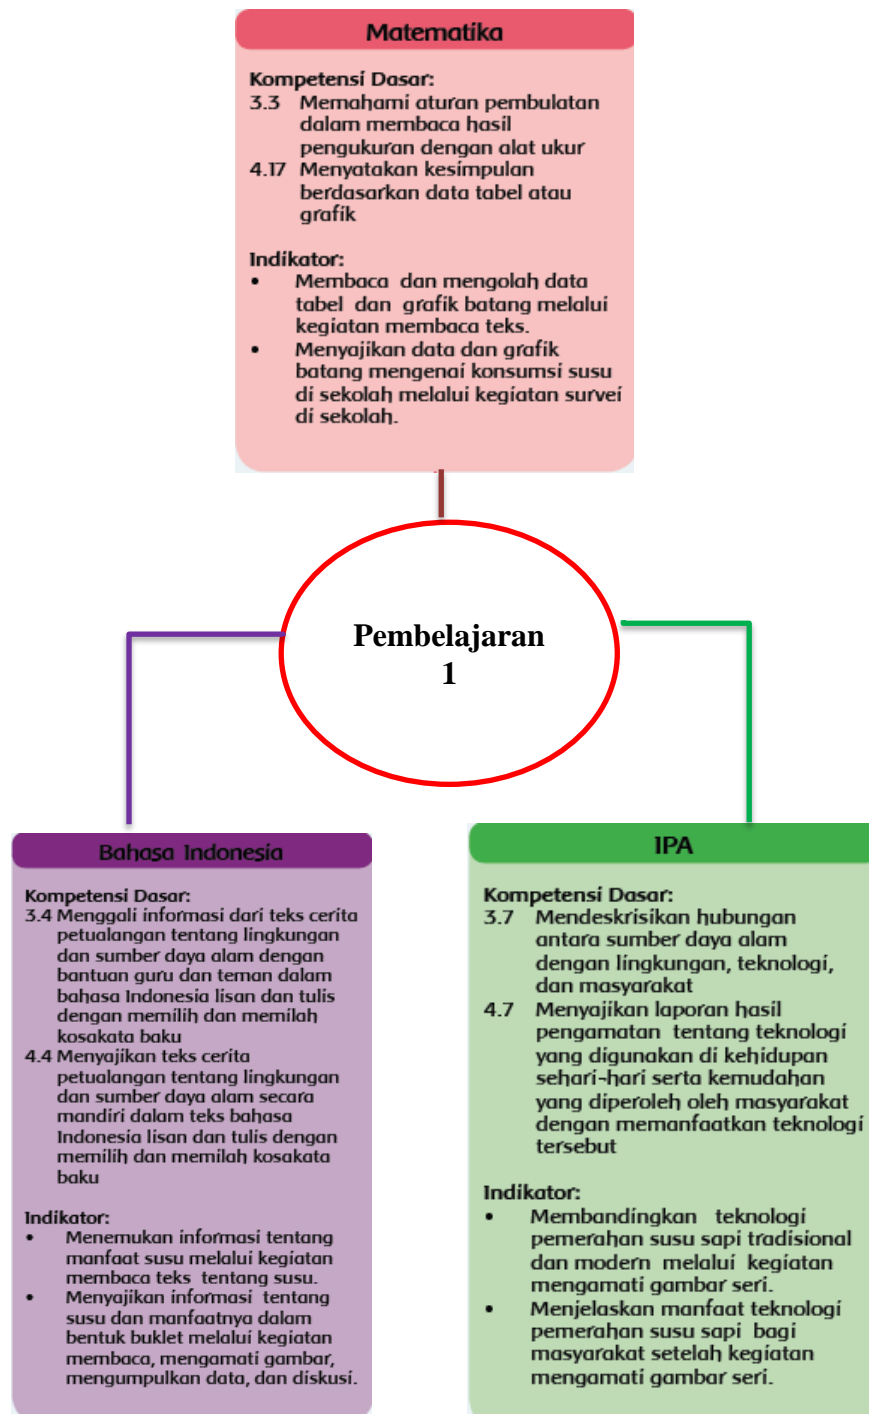 Matematika
Kompetensi Dasar:
3.3 Memahami aturan pembulatan
dalam membaca hasil
pengukuran dengan alat ukur
4.17 Menyatakan kesimpulan
berdasarkan data tabel atau
grafik
Indikator:
• Membaca dan mengolah data
tabel dan grafik batang melalui
kegiatan membaca teks.
• Menyajikan data dan grafik
batang mengenai konsumsi susu
di sekolah melalui kegiatan survei
di sekolah.
Pembelajaran
1
Bahasa Indonesia
Kompetensi Dasar:
3.4 Menggali informasi dari teks cerita
petualangan tentang lingkungan
dan sumber daya alam dengan
bantuan guru dan teman dalam
bahasa Indonesia lisan dan tulis
dengan memilih dan memilah
kosakata baku
4.4 Menyajikan teks cerita
petualangan tentang lingkungan
dan sumber daya alam secara
mandiri dalam teks bahasa
Indonesia lisan dan tulis dengan
memilih dan memilah kosakata
baku
Indikator:
• Menemukan informasi tentang
manfaat susu melalui kegiatan
membaca teks tentang susu.
• Menyajikan informasi tentang
susu dan manfaatnya dalam
bentuk buklet melalui kegiatan
membaca, mengamati gambar,
mengumpulkan data, dan diskusi.
IPA
Kompetensi Dasar:
3.7 Mendeskrisikan hubungan
antara sumber daya alam
dengan lingkungan, teknologi,
dan masyarakat
4.7 Menyajikan laporan hasil
pengamatan tentang teknologi
yang digunakan di kehidupan
sehari-hari serta kemudahan
yang diperoleh oleh masyarakat
dengan memanfaatkan teknologi
tersebut
Indikator:
• Membandingkan teknologi
pemerahan susu sapi tradisional
dan modern melalui kegiatan
mengamati gambar seri.
• Menjelaskan manfaat teknologi
pemerahan susu sapi bagi
masyarakat setelah kegiatan
mengamati gambar seri.